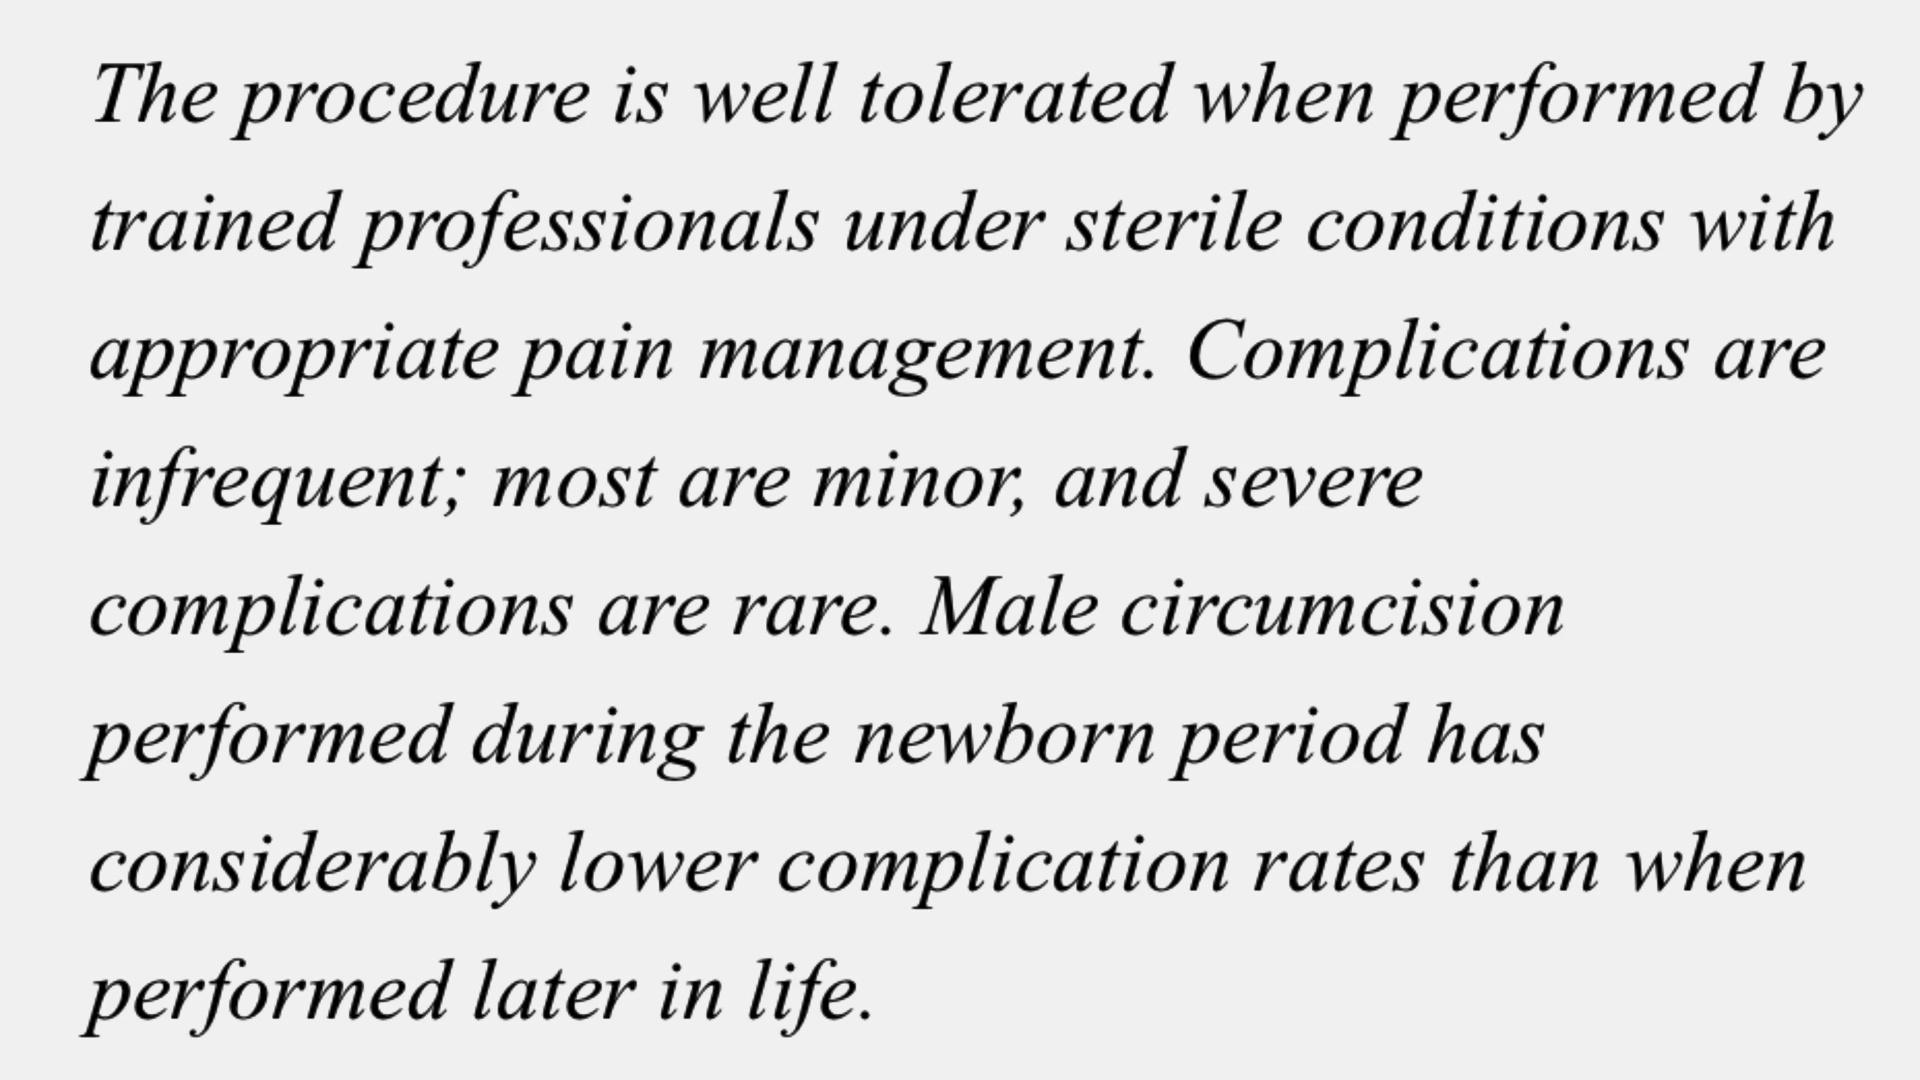 The procedure is well tolerated when performed by
trained professionals under sterile conditions with
appropriate pain management. Complications are
infrequent; most are minor, and severe
complications are rare. Male circumcision
performed during the newborn period has
considerably lower complication rates than when
performed later in life.